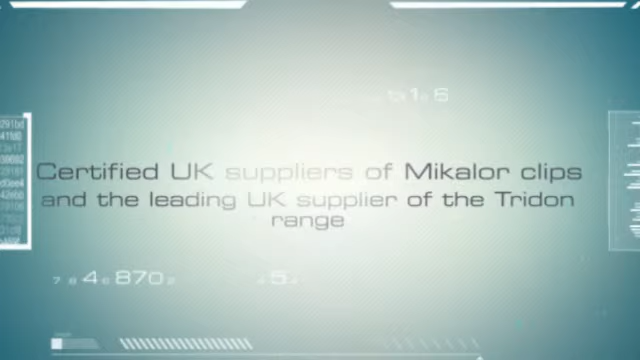 Certified UK suppliers of Mikalor clips
and the leading UK supplier of the Tridon
range